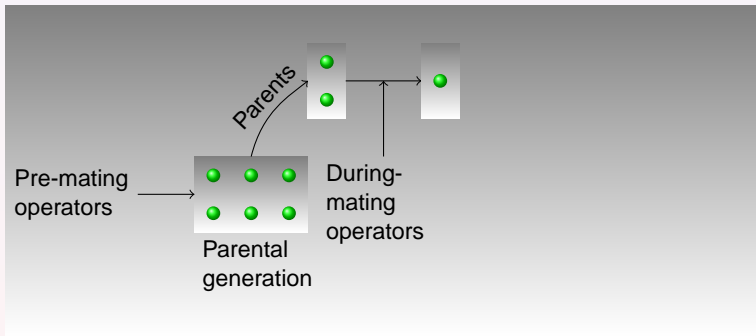 Parents
Pre-mating
operators
During-
mating
operators
Parental
generation